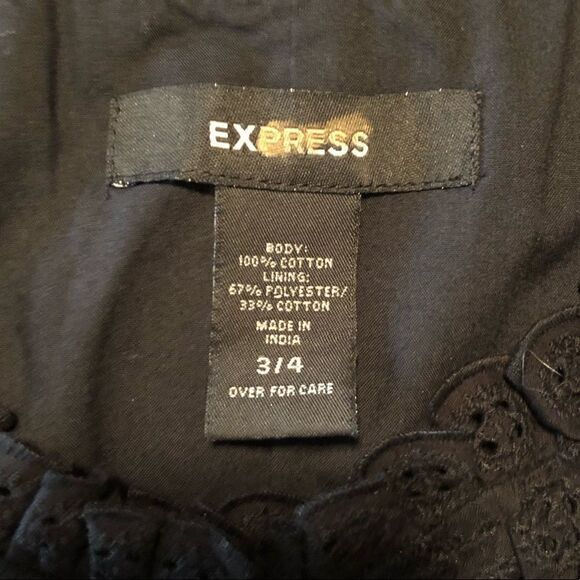 EXPRESS
BODY:
100% COTTON
LINING:
67% POLYESTER/
33% COTTON
MADE IN
INDIA
3/4
OVER FOR CARE